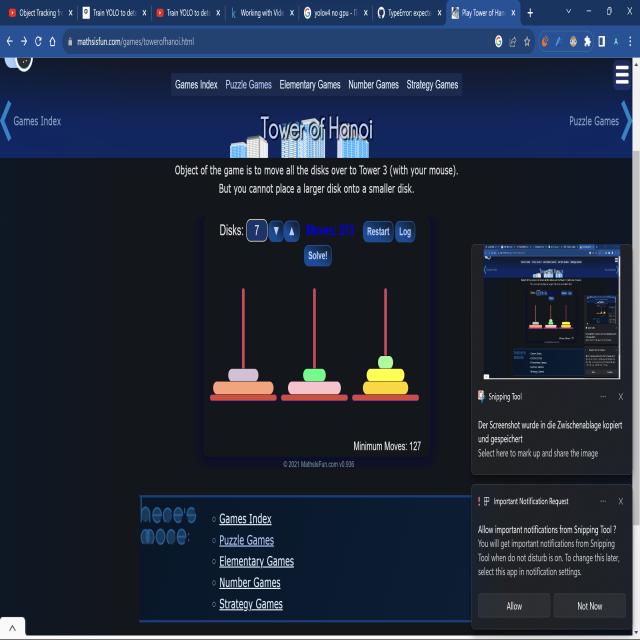 Object Tracking fr
Train YOLO to dete
Train YOLO to dete
Working with Vide
yolov4 no gpu - 
TypeError: expecte
Play Tower of Han
mathsisfun.com/games/towerofhanoi.html
A
Games Index Puzzle Games Elementary Games Number Games Strategy Games
Games Index
Tower of Hanoi
Puzzle Games
Object of the game is to move all the disks over to Tower 3 (with your mouse).
But you cannot place a larger disk onto a smaller disk.
Disks: 7 ▼ ▲ Restart Log
Solve!
Minimum Moves: 127
© 2021 MathsIsFun.com v0.936
Games Index
Puzzle Games
Elementary Games
Number Games
Strategy Games
Snipping Tool
Der Screenshot wurde in die Zwischenablage kopiert
und gespeichert
Select here to mark up and share the image
Important Notification Request
Allow important notifications from Snipping Tool ?
You will get important notifications from Snipping
Tool when do not disturb is on. To change this later,
select this app in notification settings.
Allow Not Now